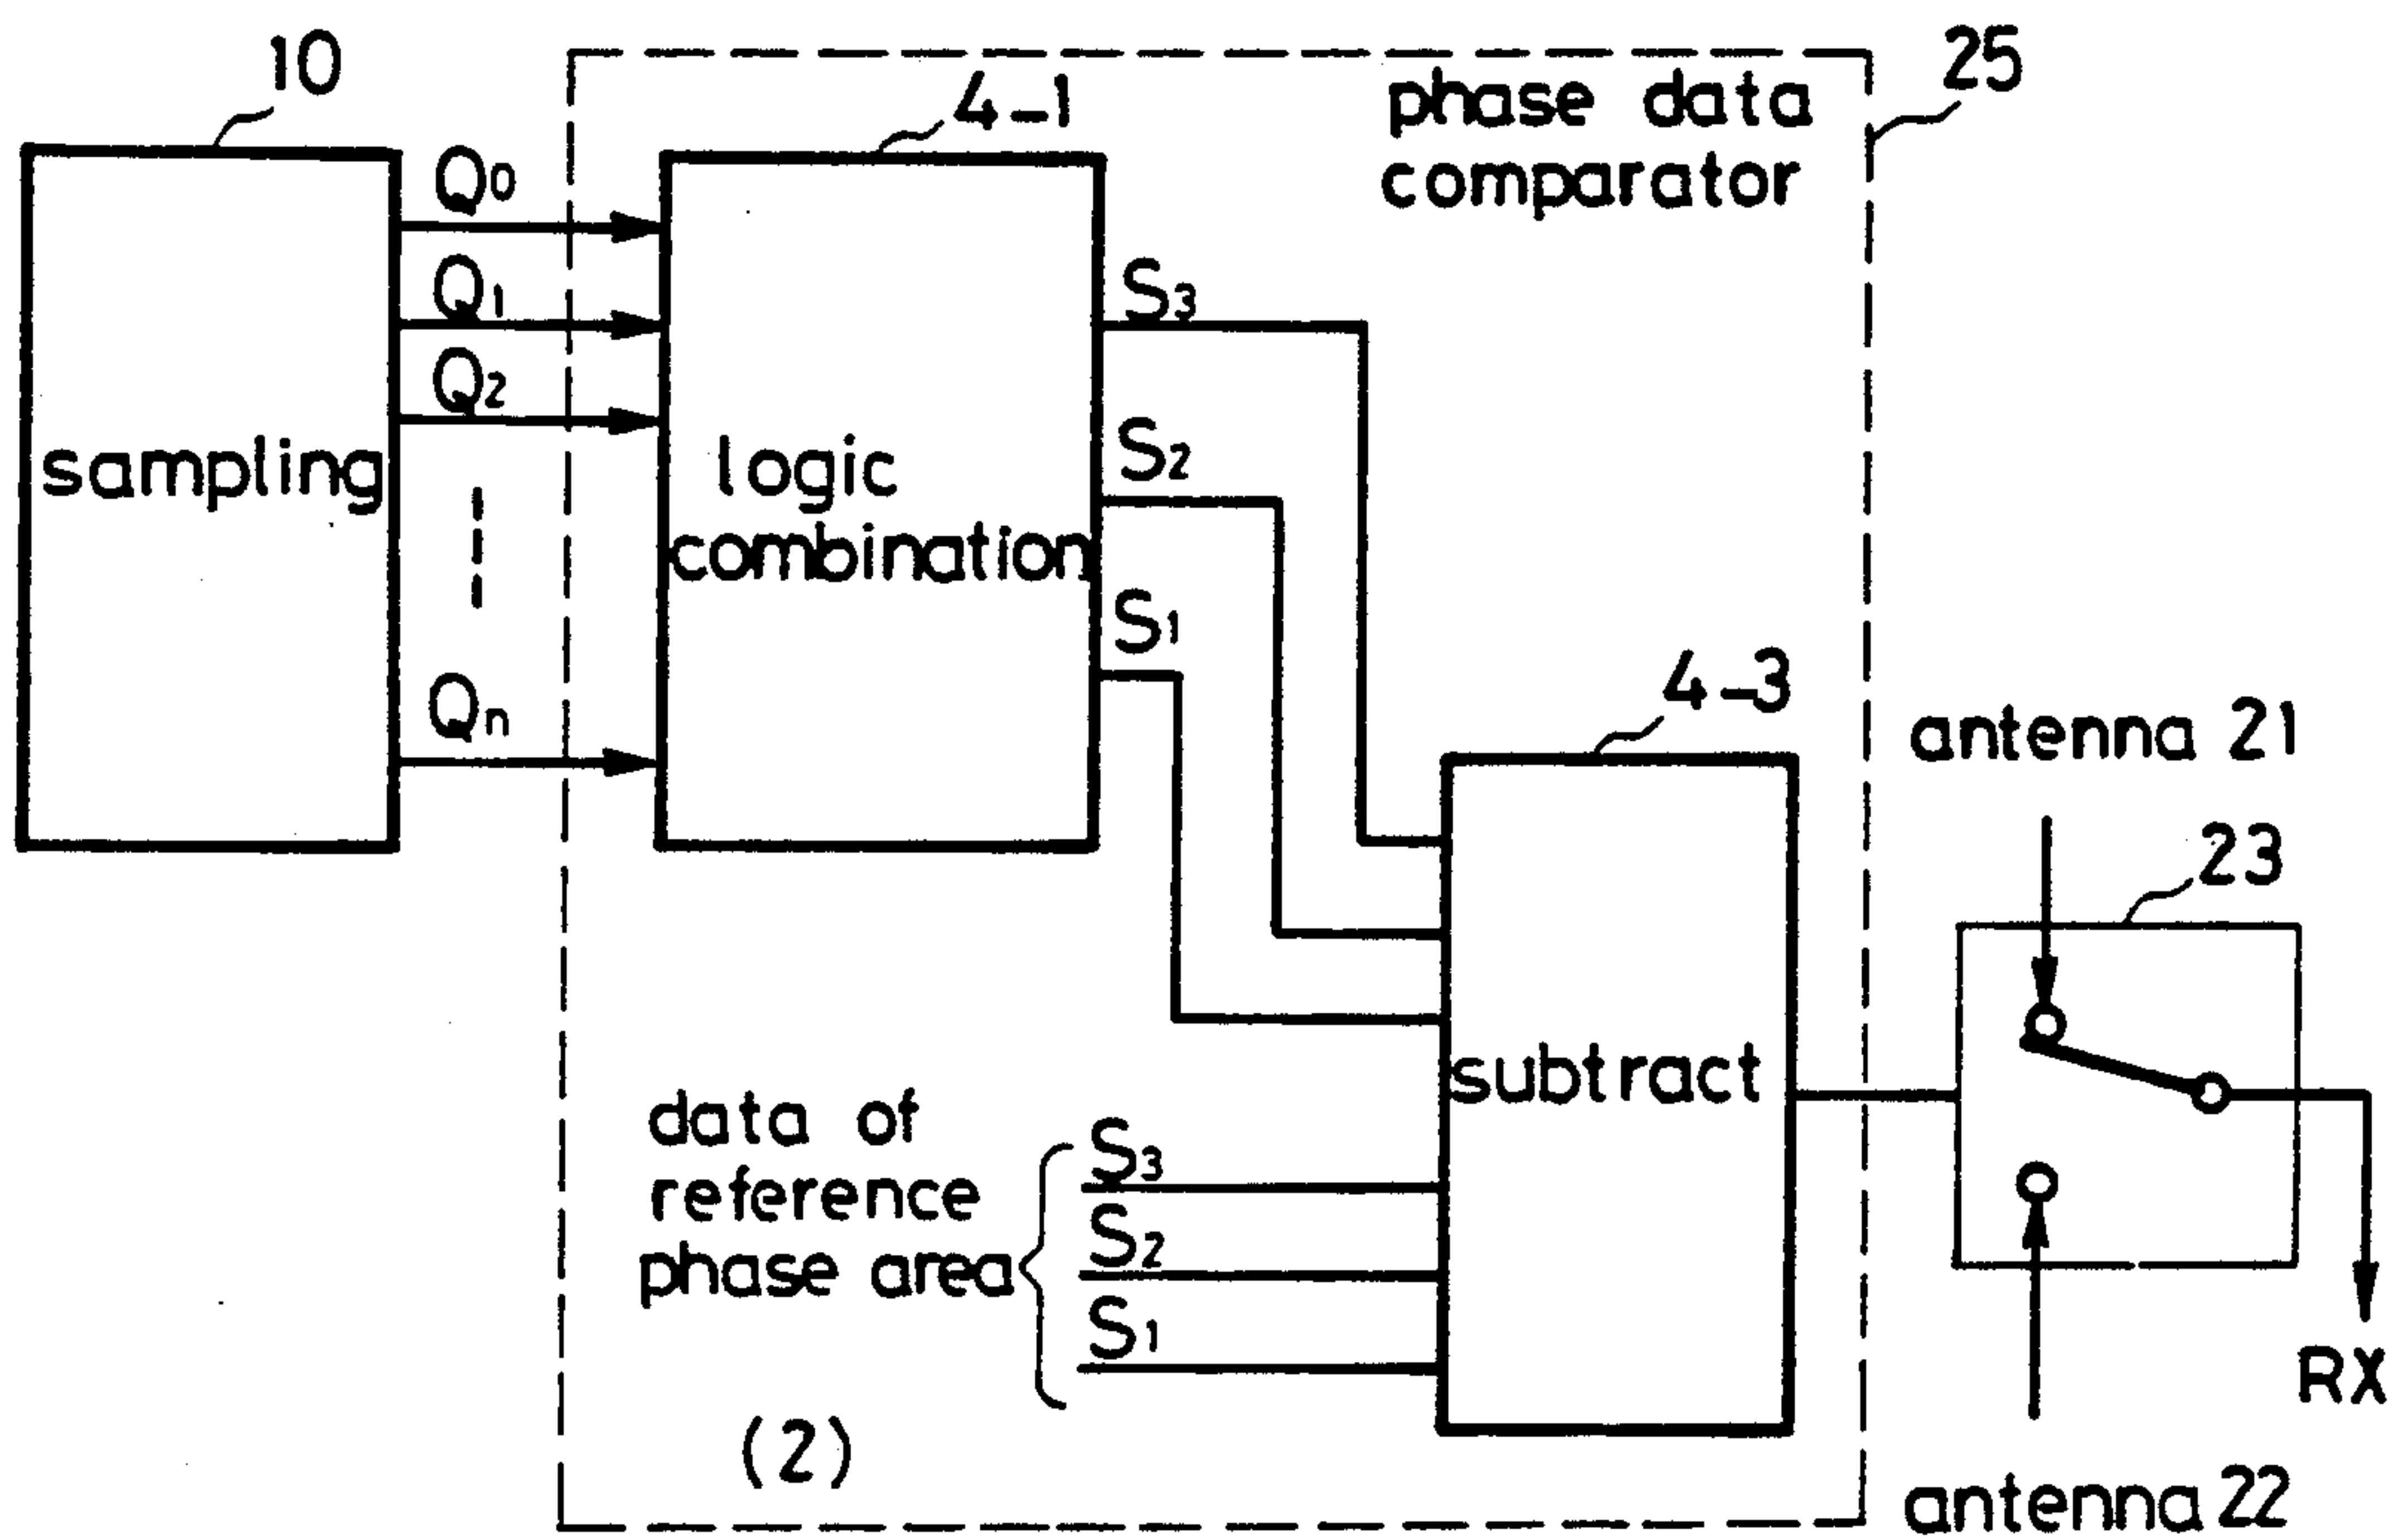 10
25
4-1
phase data
comparator
Q0
Q1
Q2
Qn
sampling
logic
combination
S3
S2
S1
4-3
antenna 21
23
subtract
data of
reference
phase area
S3
S2
S1
(2)
RX
antenna 22